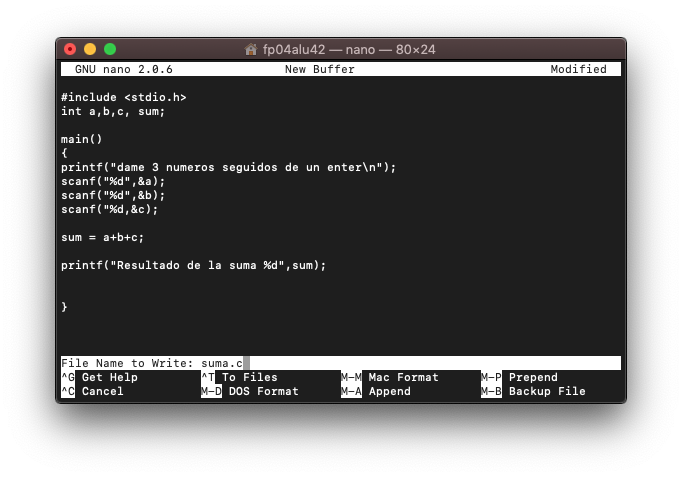 fp04alu42 — nano — 80×24
GNU nano 2.0.6 New Buffer Modified
#include <stdio.h>
int a,b,c, sum;
main()
{
printf("dame 3 numeros seguidos de un enter\n");
scanf("%d",&a);
scanf("%d",&b);
scanf("%d,&c);
sum = a+b+c;
printf("Resultado de la suma %d",sum);
}
File Name to Write: suma.c
^G Get Help ^T To Files M-M Mac Format M-P Prepend
^C Cancel M-D DOS Format M-A Append M-B Backup File